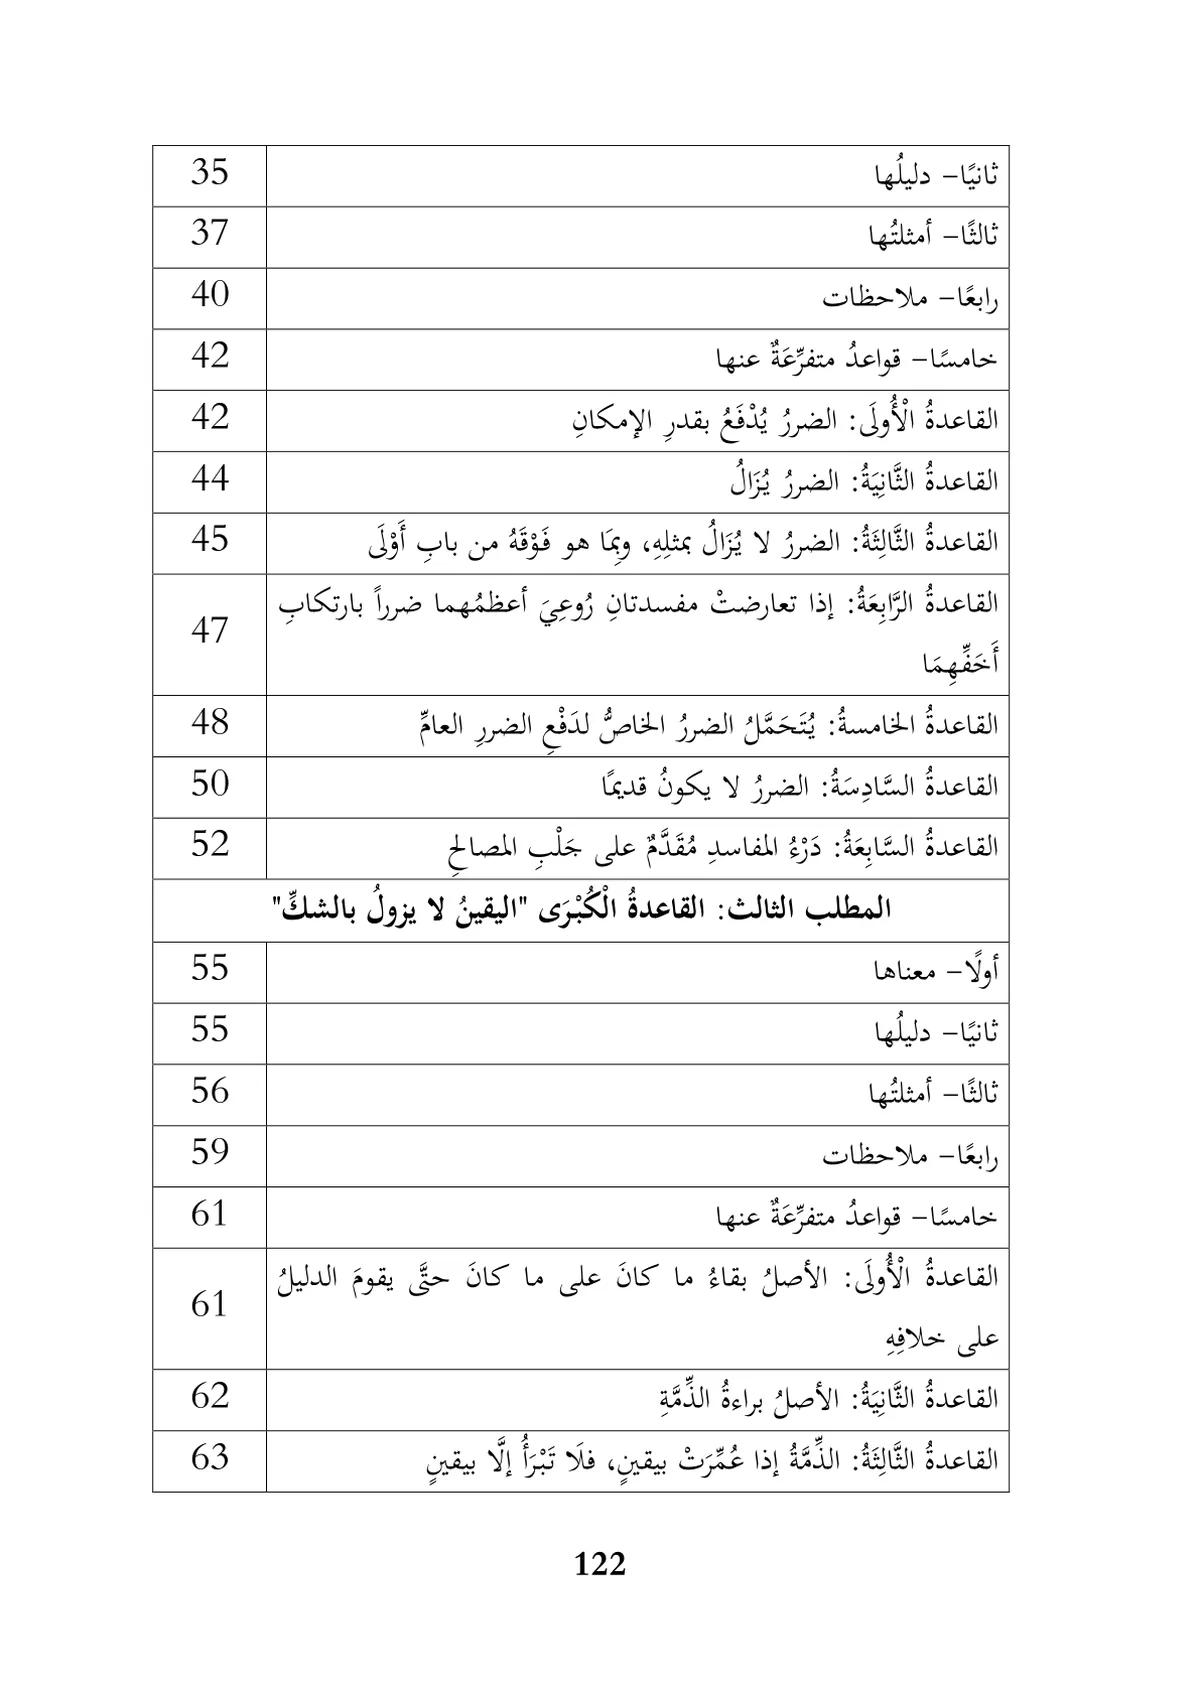 ثانيًا- دليلُها 35
ثالثًا- أمثلتُها 37
رابعًا- ملاحظات 40
خامسًا- قواعدُ متفرِّعَةٌ عنها 42
القاعدةُ الْأُولَى: الضررُ يُدْفَعُ بقدرِ الإمكانِ 42
القاعدةُ الثَّانِيَةُ: الضررُ يُزَالُ 44
القاعدةُ الثَّالِثَةُ: الضررُ لا يُزَالُ بمثلِهِ، وبِمَا هو فَوْقَهُ من بابِ أَوْلَى 45
القاعدةُ الرَّابِعَةُ: إذا تعارضتْ مفسدتانِ رُوعِيَ أعظمُهما ضرراً بارتكابِ
أَخَفِّهِمَا 47
القاعدةُ الخامسةُ: يُتَحَمَّلُ الضررُ الخاصُّ لدَفْعِ الضررِ العامِّ 48
القاعدةُ السَّادِسَةُ: الضررُ لا يكونُ قديمًا 50
القاعدةُ السَّابِعَةُ: دَرْءُ المفاسدِ مُقَدَّمٌ على جَلْبِ المصالحِ 52
المطلب الثالث: القاعدةُ الْكُبْرَى "اليقينُ لا يزولُ بالشكِّ"
أولًا- معناها 55
ثانيًا- دليلُها 55
ثالثًا- أمثلتُها 56
رابعًا- ملاحظات 59
خامسًا- قواعدُ متفرِّعَةٌ عنها 61
القاعدةُ الْأُولَى: الأصلُ بقاءُ ما كانَ على ما كانَ حتَّى يقومَ الدليلُ
على خلافِهِ 61
القاعدةُ الثَّانِيَةُ: الأصلُ براءةُ الذِّمَّةِ 62
القاعدةُ الثَّالِثَةُ: الذِّمَّةُ إذا عُمِّرَتْ بيقينٍ، فلَا تَبْرَأُ إلَّا بيقينٍ 63
122